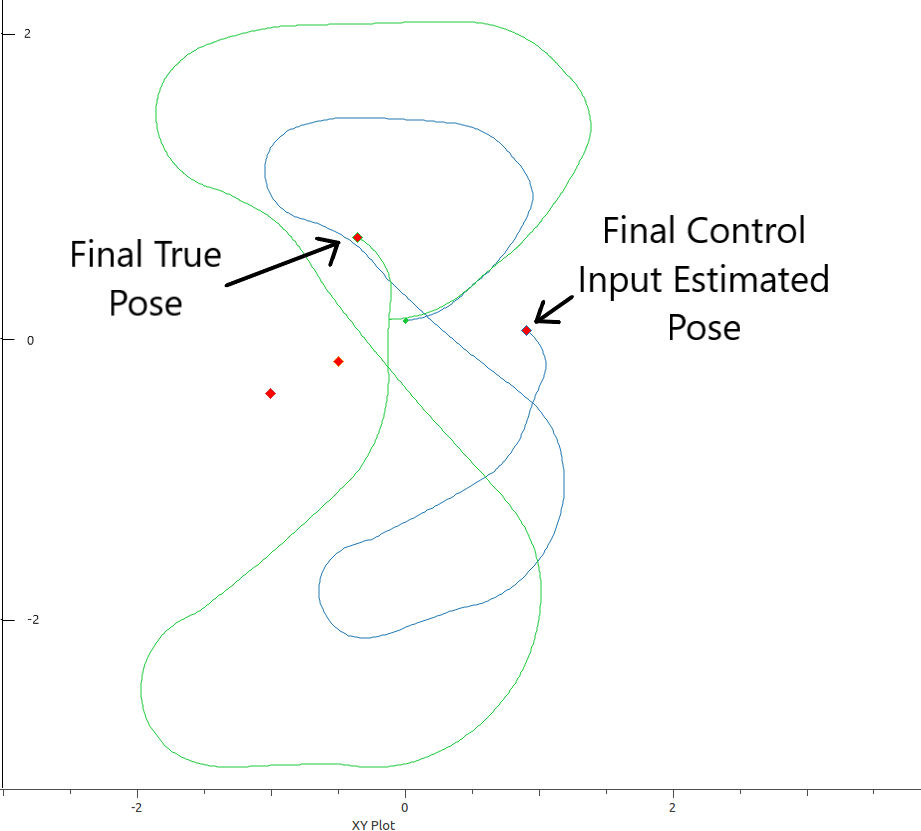 2
Final Control
Input Estimated
Pose
Final True
Pose
0
-2
-2
0
2
XY Plot